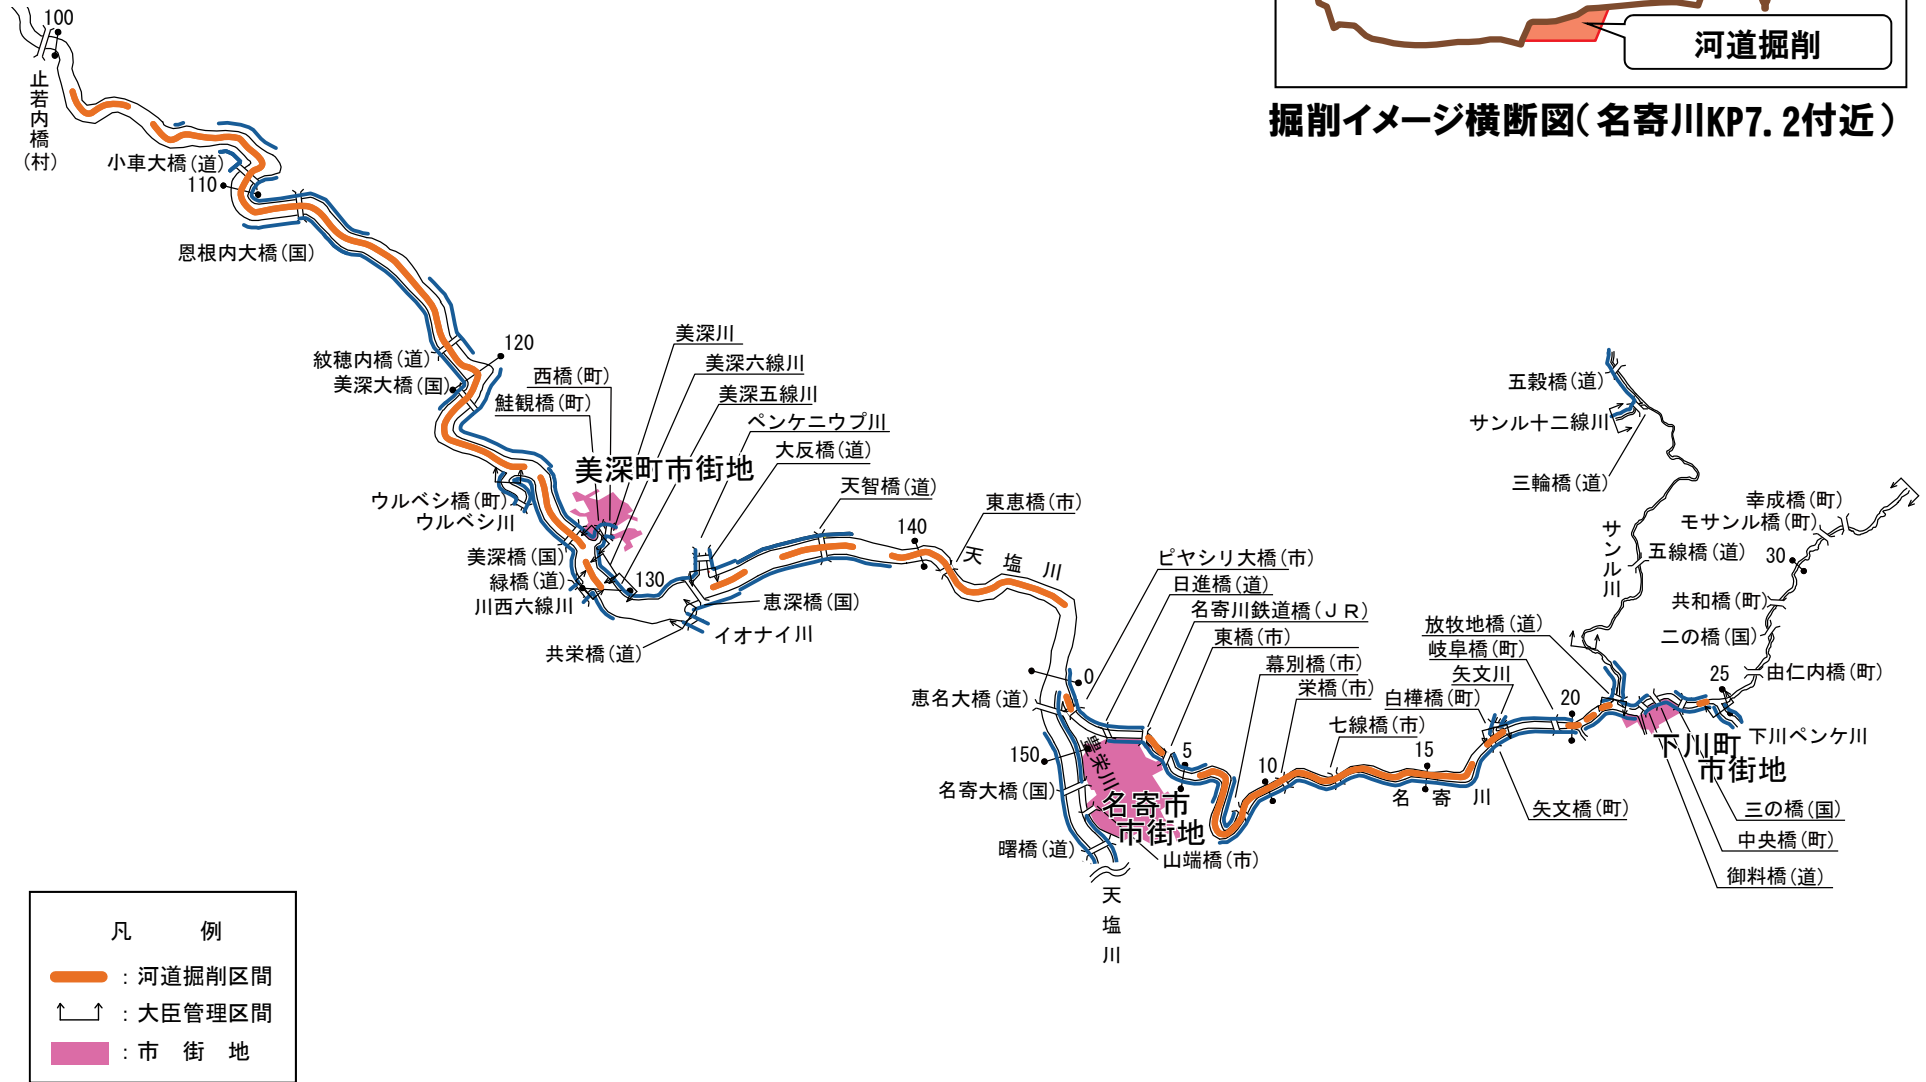 河道掘削
掘削イメージ横断図(名寄川KP7.2付近)
100
止若内橋(村)
小車大橋(道)
110
恩根内大橋(国)
紋穂内橋(道)
120
美深大橋(国)
西橋(町)
鮭観橋(町)
美深川
美深六線川
美深五線川
ペンケニウプ川
大反橋(道)
美深町市街地
天智橋(道)
東恵橋(市)
ウルベシ橋(町)
ウルベシ川
美深橋(国)
緑橋(道)
川西六線川
130
140
天塩川
恵深橋(国)
イオナイ川
共栄橋(道)
ピヤシリ大橋(市)
日進橋(道)
名寄川鉄道橋(JR)
東橋(市)
幕別橋(市)
栄橋(市)
七線橋(市)
0
恵名大橋(道)
150
豊栄川
5
10
15
名寄大橋(国)
名寄市
市街地
曙橋(道)
山端橋(市)
天塩川
名寄川
五穀橋(道)
サンル十二線川
三輪橋(道)
サンル川
幸成橋(町)
モサンル橋(町)
五線橋(道)
30
共和橋(町)
二の橋(国)
由仁内橋(町)
25
放牧地橋(道)
岐阜橋(町)
矢文川
白樺橋(町)
20
下川町
市街地
下川ペンケ川
矢文橋(町)
三の橋(国)
中央橋(町)
御料橋(道)
凡 例
:河道掘削区間
:大臣管理区間
:市 街 地